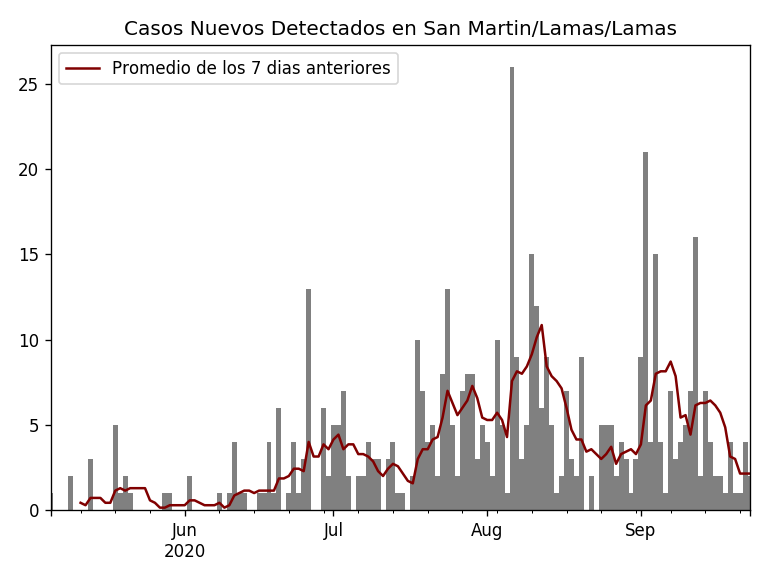 Casos Nuevos Detectados en San Martin/Lamas/Lamas
Promedio de los 7 dias anteriores
25
20
15
10
5
0
Jun
2020
Jul
Aug
Sep